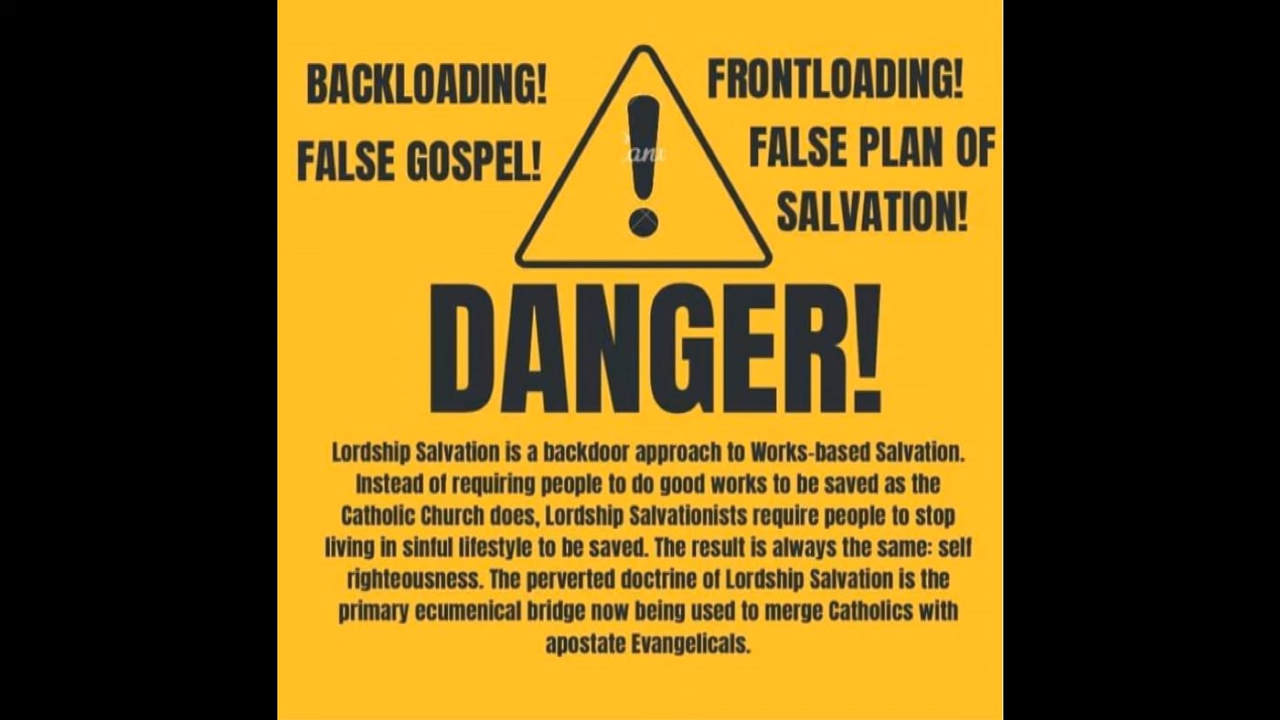 BACKLOADING!
FALSE GOSPEL!
FRONTLOADING!
FALSE PLAN OF
SALVATION!
DANGER!
Lordship Salvation is a backdoor approach to Works-based Salvation.
Instead of requiring people to do good works to be saved as the
Catholic Church does, Lordship Salvationists require people to stop
living in sinful lifestyle to be saved. The result is always the same: self
righteousness. The perverted doctrine of Lordship Salvation is the
primary ecumenical bridge now being used to merge Catholics with
apostate Evangelicals.